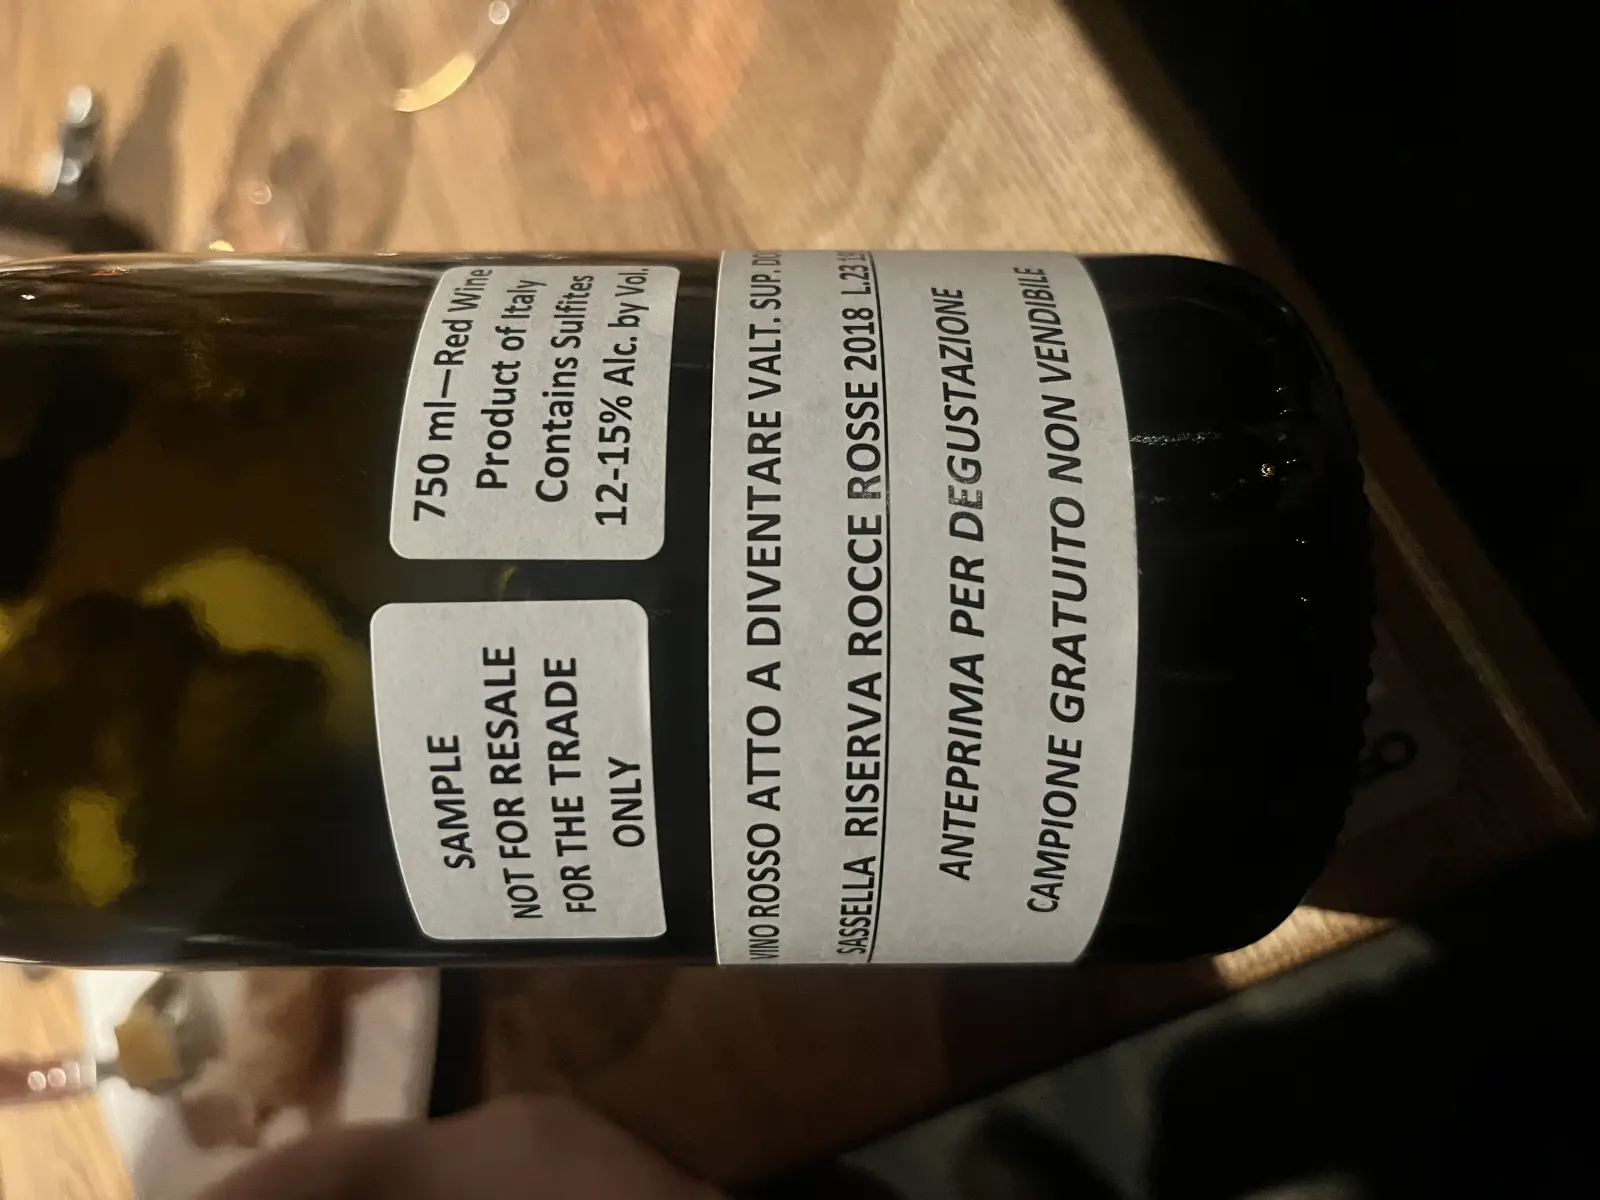 SAMPLE
NOT FOR RESALE
FOR THE TRADE
ONLY
750 ml—Red Wine
Product of Italy
Contains Sulfites
12-15% Alc. by Vol.
VINO ROSSO ATTO A DIVENTARE VALT. SUP.
SASSELLA RISERVA ROCCE ROSSE 2018 L.23
ANTEPRIMA PER DEGUSTAZIONE
CAMPIONE GRATUITO NON VENDIBILE